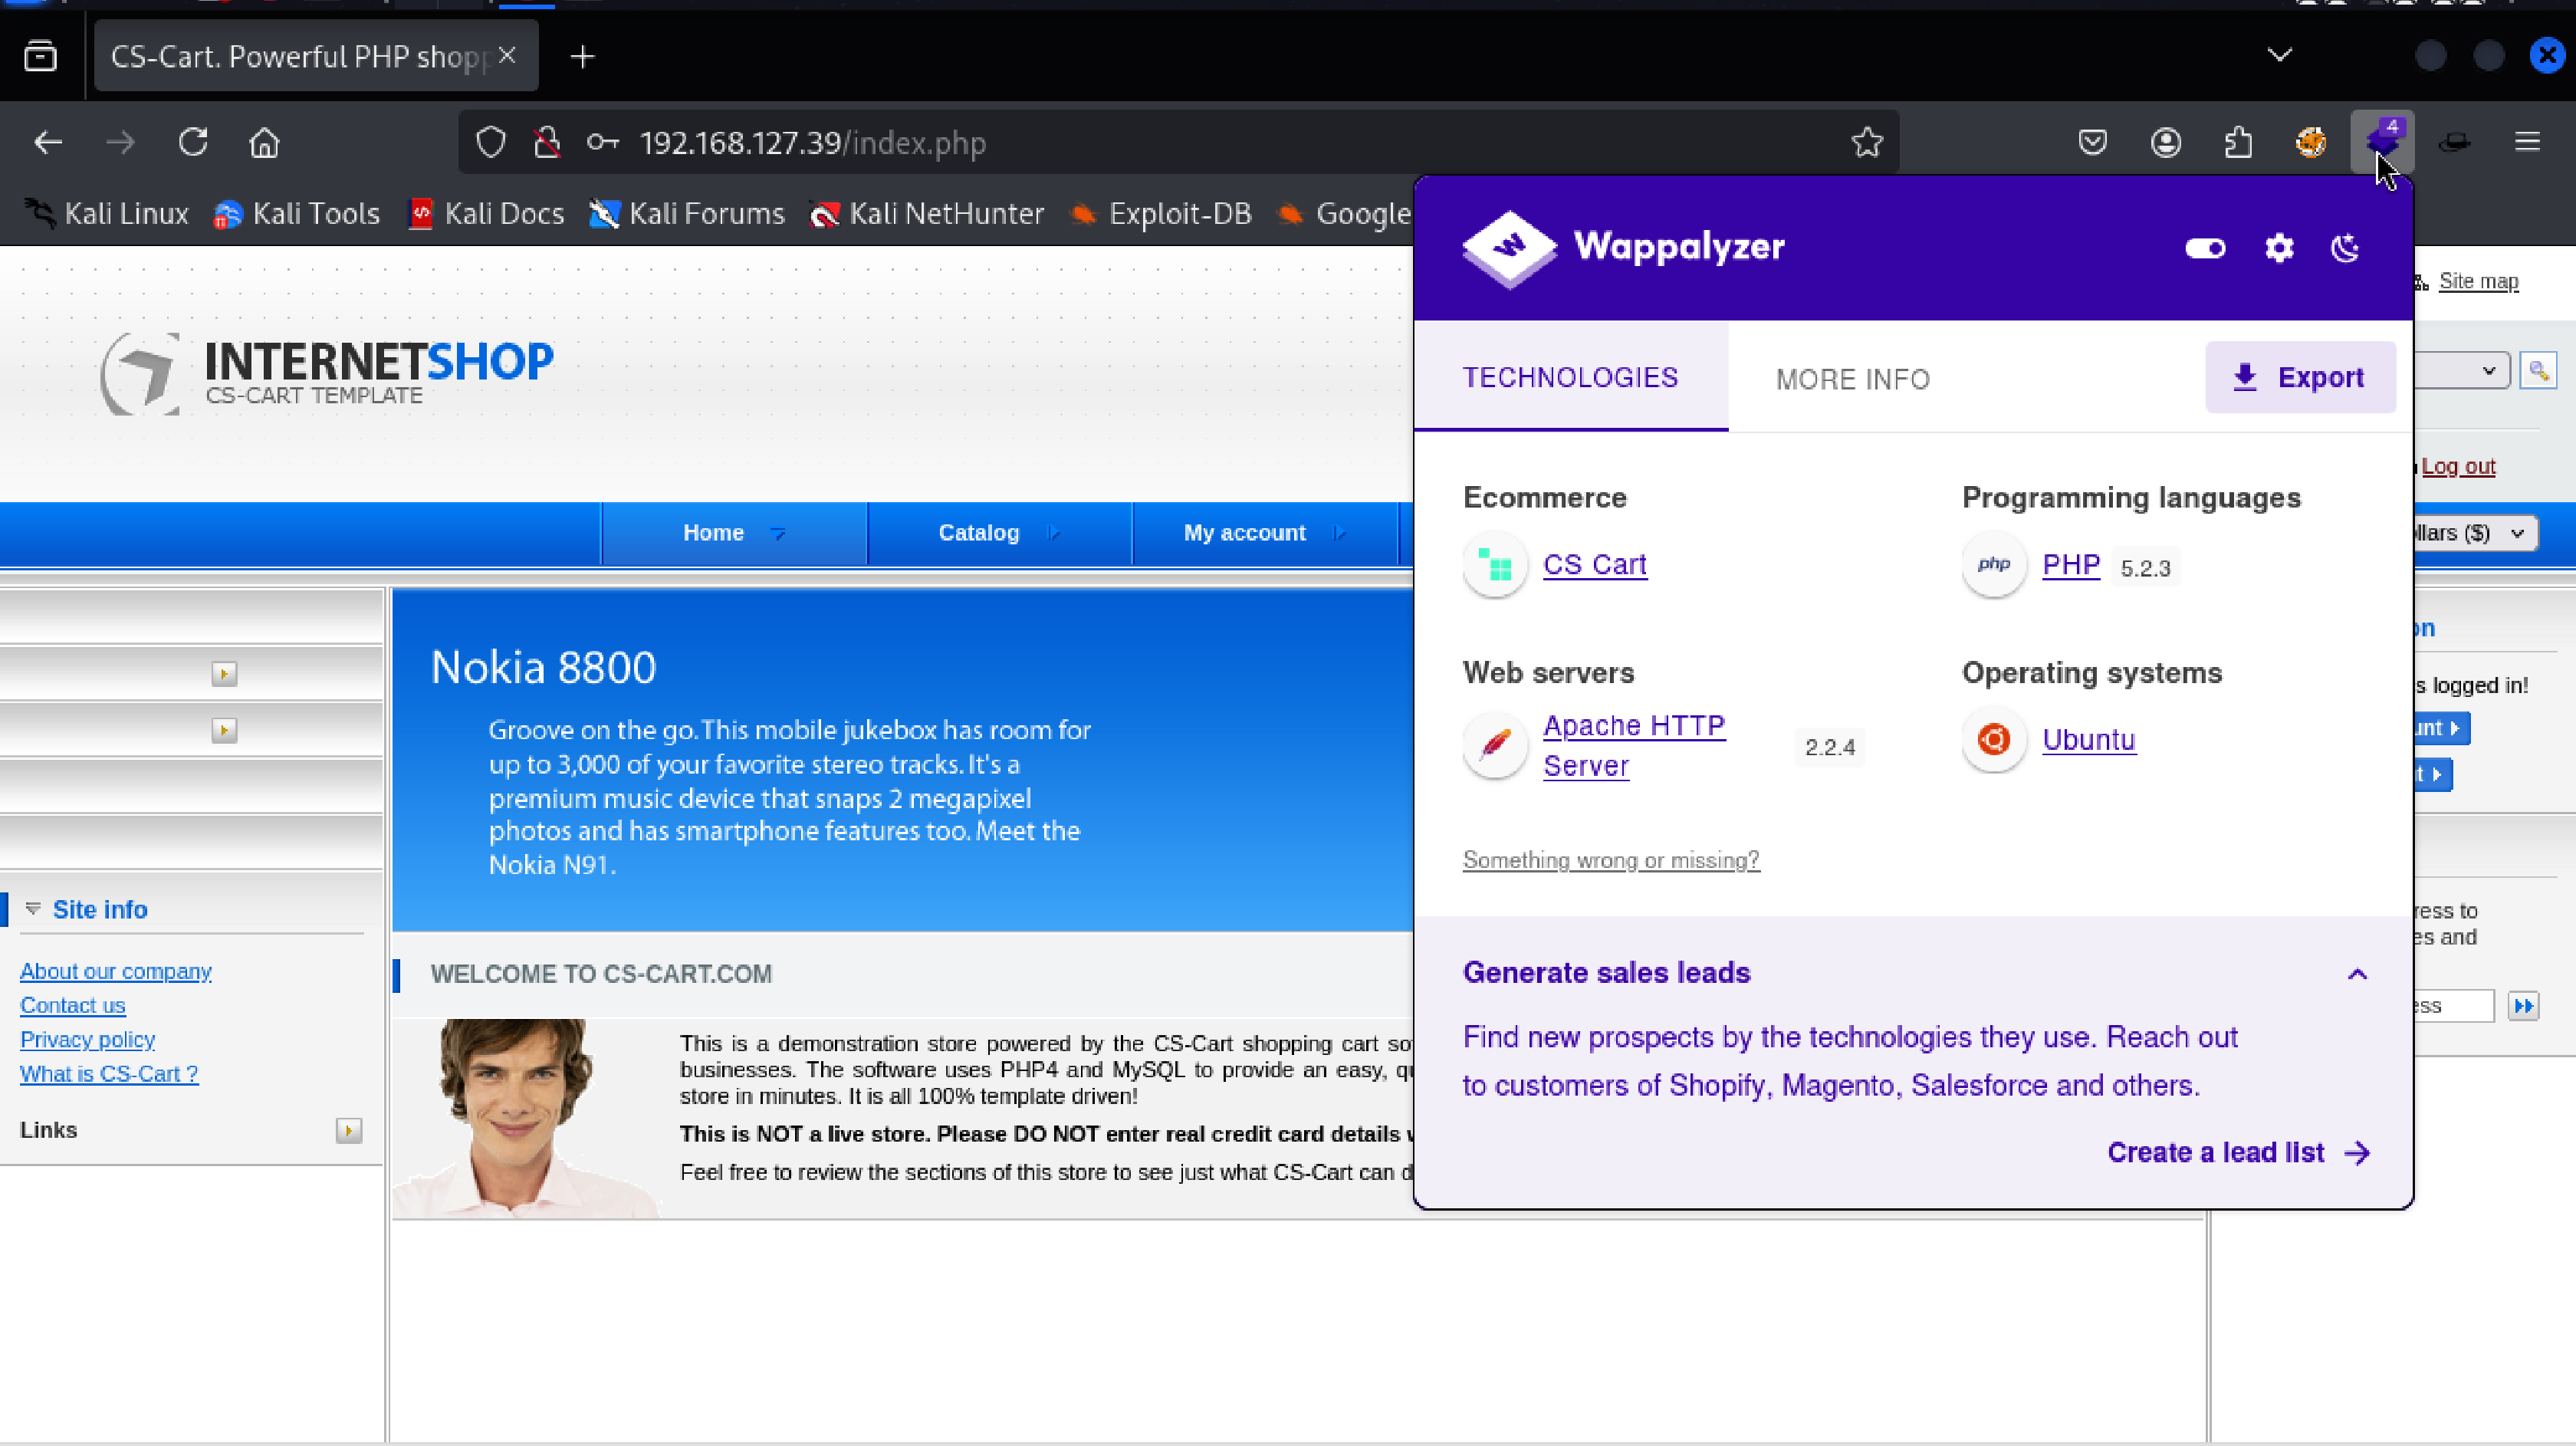 CS-Cart. Powerful PHP shopp
192.168.127.39/index.php
4
Kali Linux
Kali Tools
Kali Docs
Kali Forums
Kali NetHunter
Exploit-DB
Google
INTERNETSHOP
CS-CART TEMPLATE
Site map
Log out
Home
Catalog
My account
llars ($)
Nokia 8800
Groove on the go. This mobile jukebox has room for
up to 3,000 of your favorite stereo tracks. It's a
premium music device that snaps 2 megapixel
photos and has smartphone features too. Meet the
Nokia N91.
Site info
About our company
Contact us
Privacy policy
What is CS-Cart ?
Links
WELCOME TO CS-CART.COM
This is a demonstration store powered by the CS-Cart shopping cart so
businesses. The software uses PHP4 and MySQL to provide an easy, qu
store in minutes. It is all 100% template driven!
This is NOT a live store. Please DO NOT enter real credit card details
Feel free to review the sections of this store to see just what CS-Cart can d
Wappalyzer
TECHNOLOGIES
MORE INFO
Export
Ecommerce
CS Cart
Programming languages
php
PHP 5.2.3
Web servers
Apache HTTP
Server
2.2.4
Operating systems
Ubuntu
Something wrong or missing?
Generate sales leads
Find new prospects by the technologies they use. Reach out
to customers of Shopify, Magento, Salesforce and others.
Create a lead list
on
s logged in!
unt
t
ress to
es and
ess